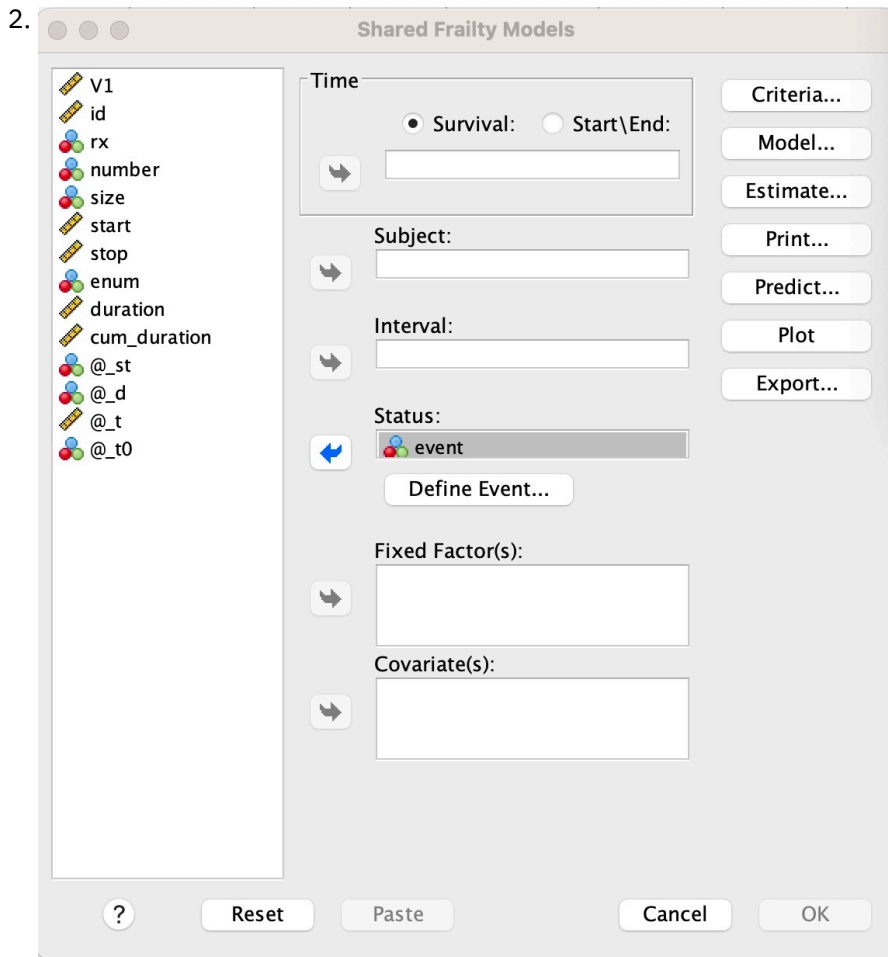 2.
Shared Frailty Models
V1
id
rx
number
size
start
stop
enum
duration
cum_duration
@_st
@_d
@_t
@_t0
Time
Survival:
Start\End:
Subject:
Interval:
Status:
event
Define Event...
Fixed Factor(s):
Covariate(s):
Criteria...
Model...
Estimate...
Print...
Predict...
Plot
Export...
?
Reset
Paste
Cancel
OK